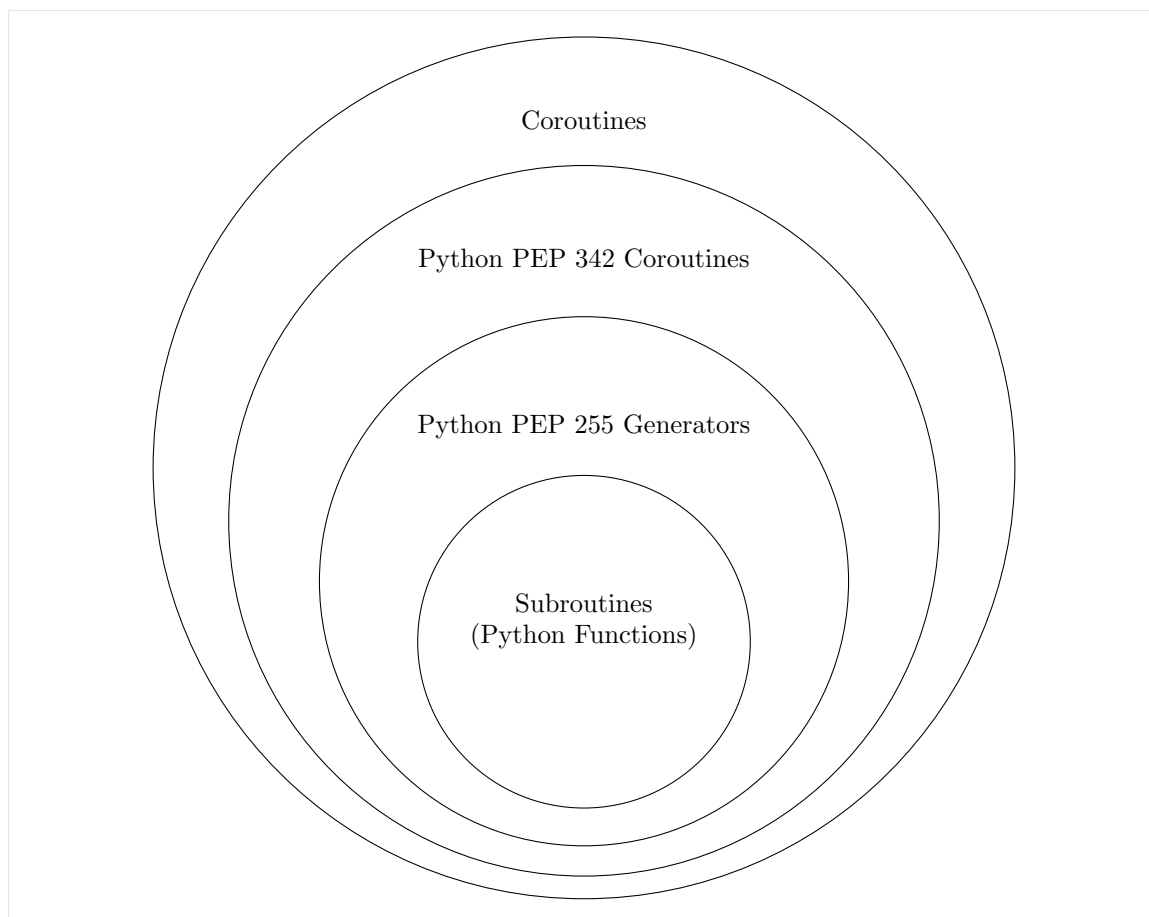 Coroutines
Python PEP 342 Coroutines
Python PEP 255 Generators
Subroutines
(Python Functions)